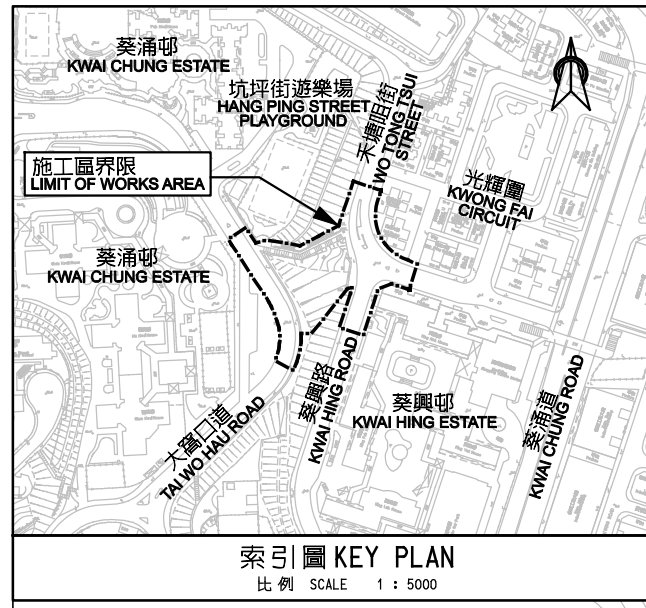 葵涌邨
KWAI CHUNG ESTATE
坑坪街遊樂場
HANG PING STREET
PLAYGROUND
禾塘咀街
WO TONG TSUI
STREET
施工區界限
LIMIT OF WORKS AREA
光輝圍
KWONG FAI
CIRCUIT
葵涌邨
KWAI CHUNG ESTATE
大窩口道
TAI WO HAU ROAD
葵興路
KWAI HING ROAD
葵興邨
KWAI HING ESTATE
葵涌道
KWAI CHUNG ROAD
索引圖 KEY PLAN
比例 SCALE 1 : 5000